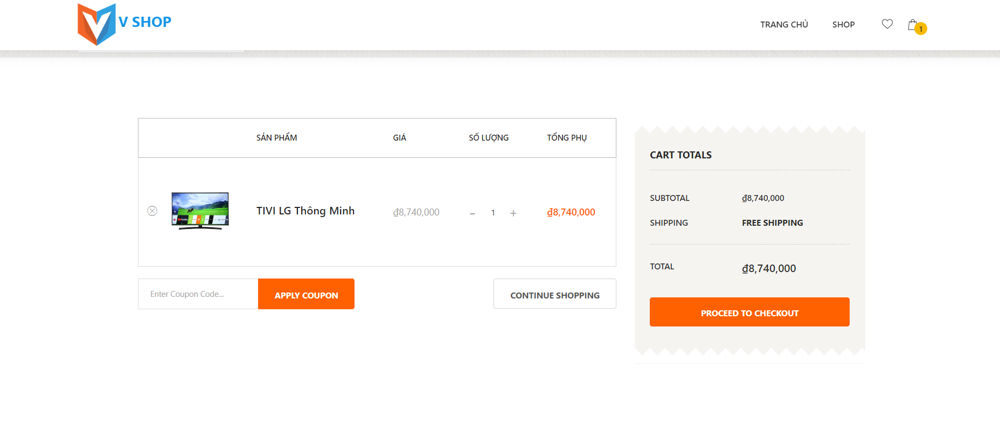 V SHOP
TRANG CHỦ SHOP 1
SẢN PHẨM GIÁ SỐ LƯỢNG TỔNG PHỤ
TIVI LG Thông Minh ₫8,740,000 – 1 + ₫8,740,000
Enter Coupon Code... APPLY COUPON CONTINUE SHOPPING
CART TOTALS
SUBTOTAL ₫8,740,000
SHIPPING FREE SHIPPING
TOTAL ₫8,740,000
PROCEED TO CHECKOUT